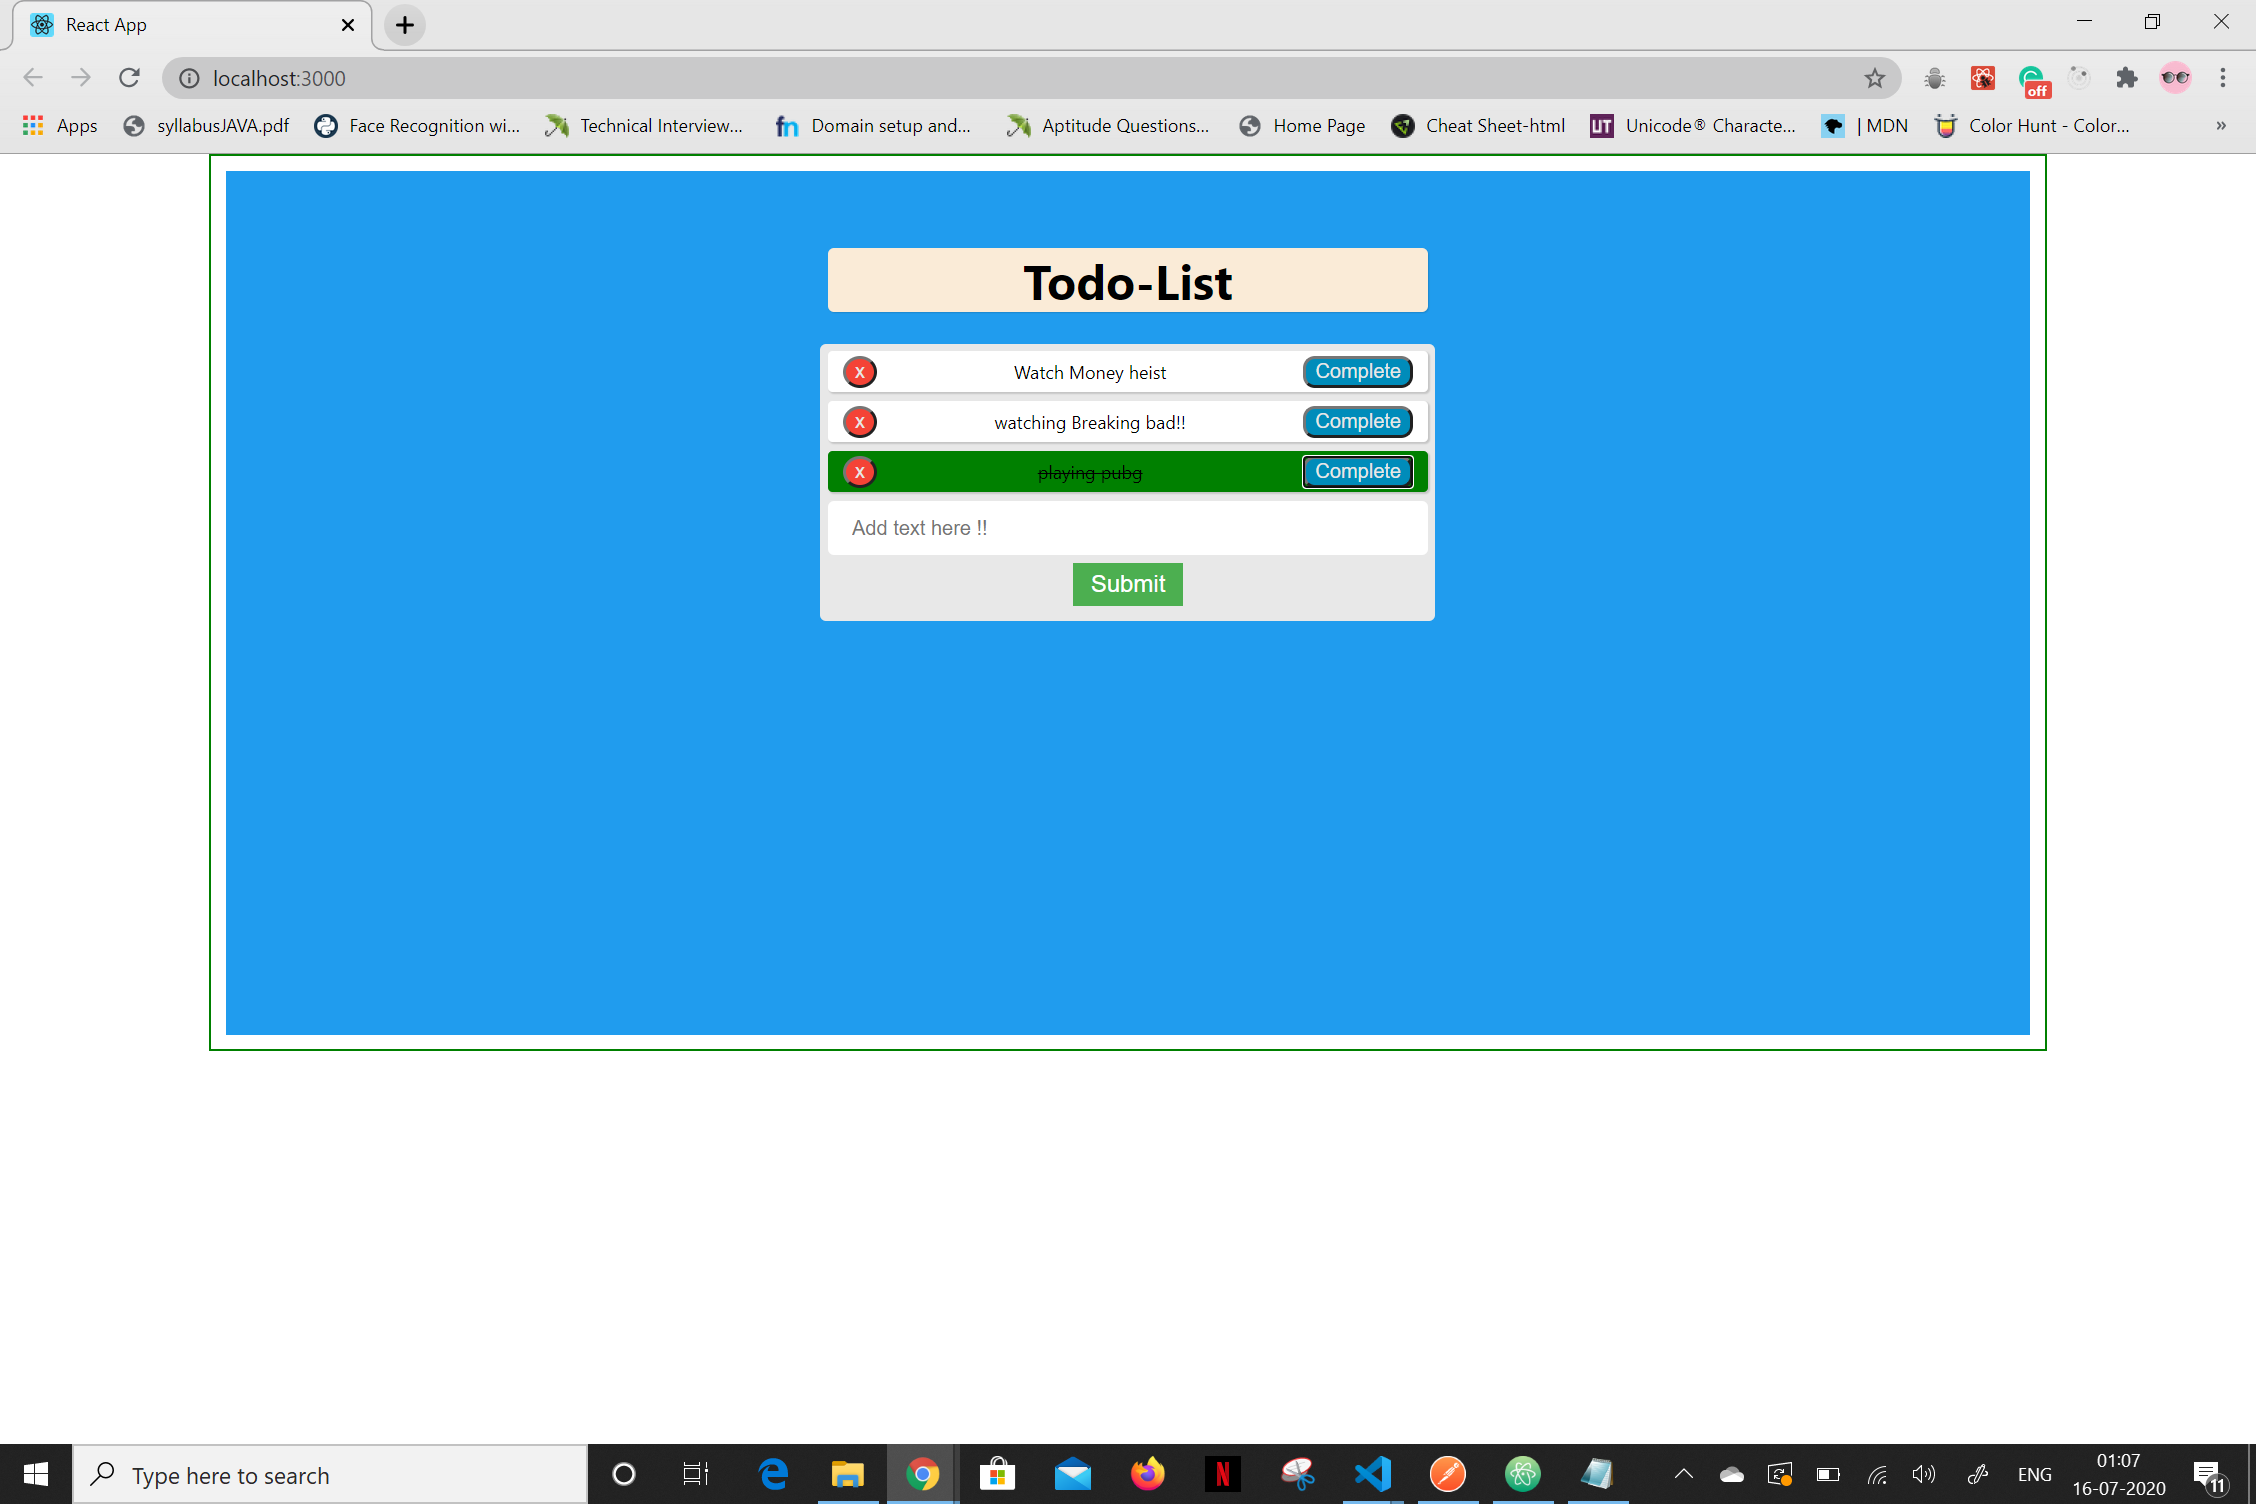 React App
localhost:3000
off
Apps syllabusJAVA.pdf Face Recognition wi... Technical Interview... fn Domain setup and... Aptitude Questions... Home Page Cheat Sheet-html UT Unicode® Characte... | MDN Color Hunt - Color... »
Todo-List
x Watch Money heist Complete
x watching Breaking bad!! Complete
x playing pubg Complete
Add text here !!
Submit
Type here to search
N
ENG
01:07
16-07-2020
11